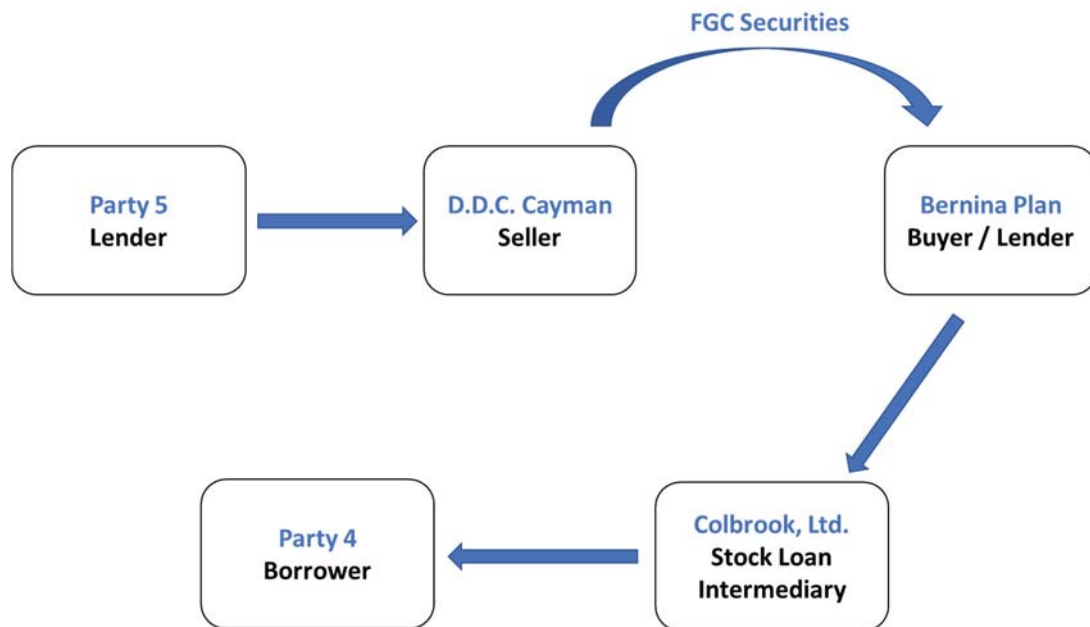 FGC Securities
Party 5
Lender
D.D.C. Cayman
Seller
Bernina Plan
Buyer / Lender
Party 4
Borrower
Colbrook, Ltd.
Stock Loan
Intermediary